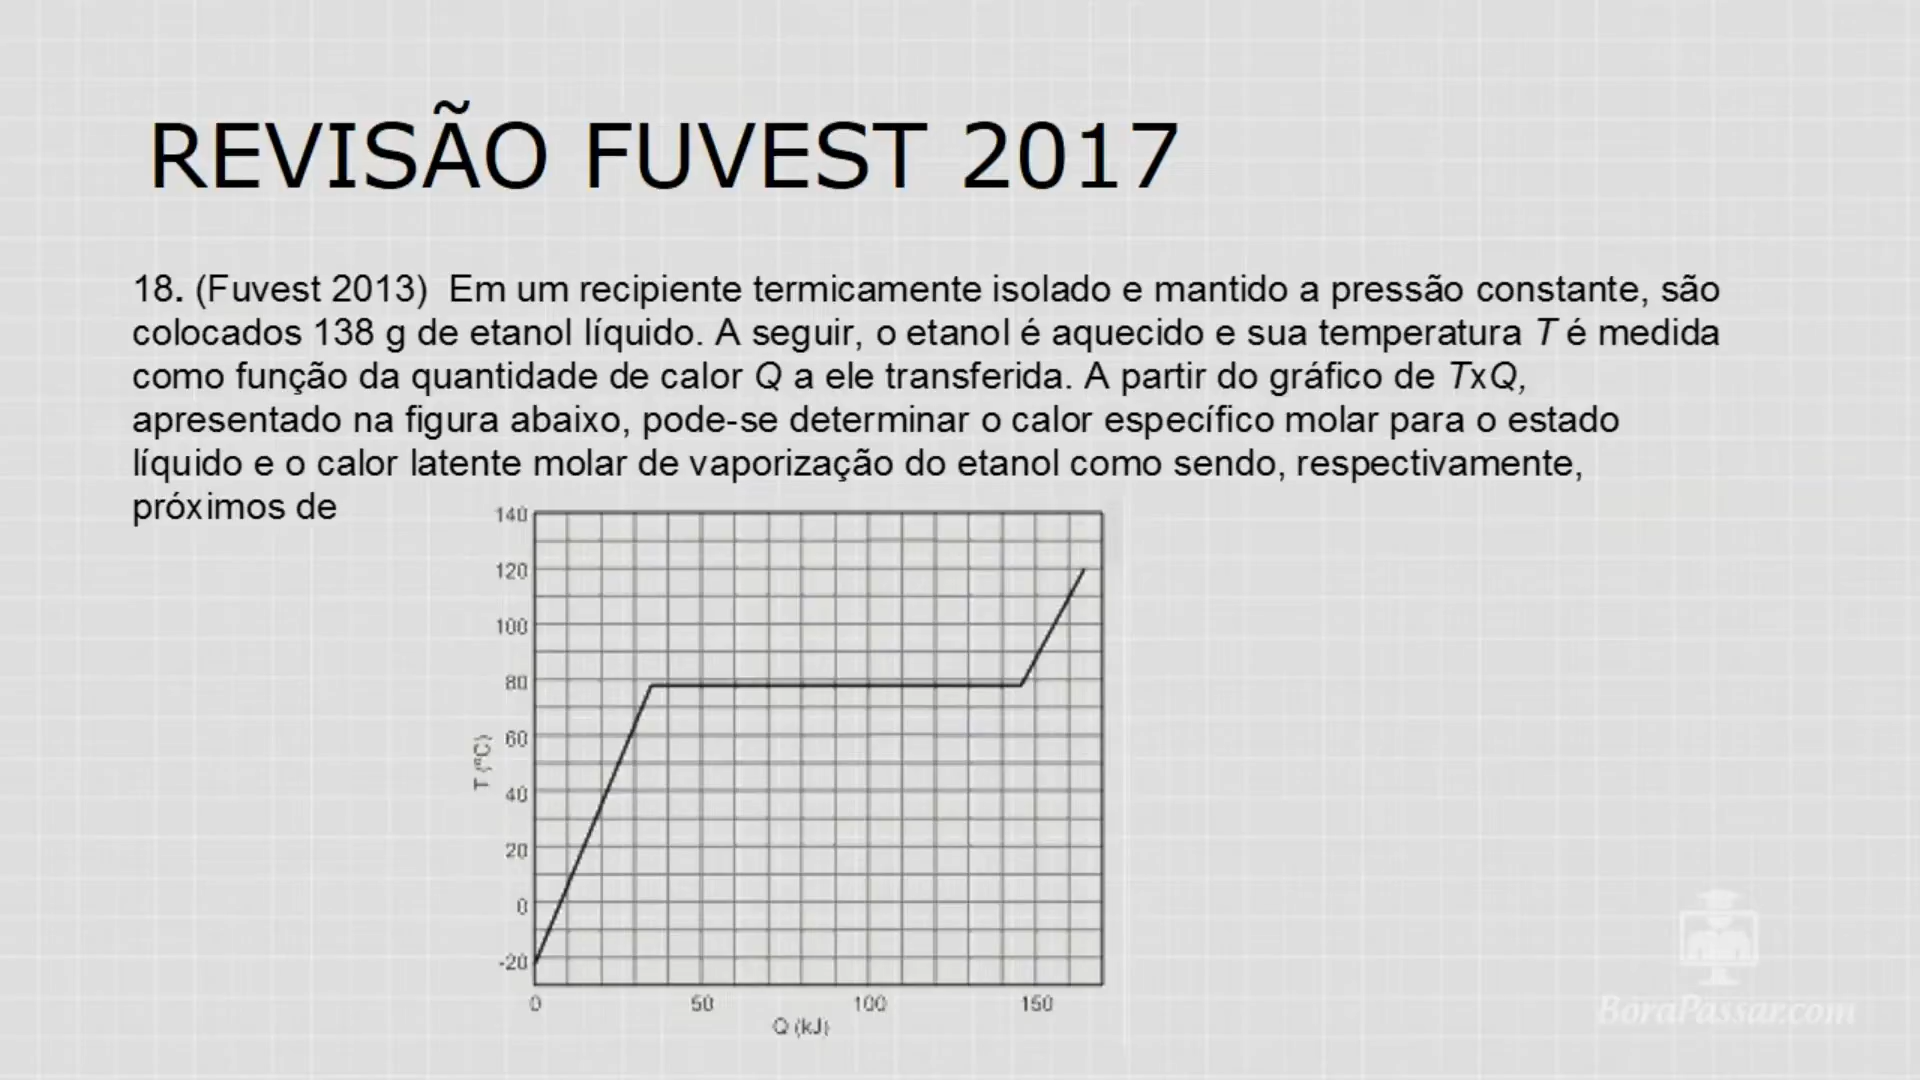 REVISÃO FUVEST 2017
18. (Fuvest 2013)  Em um recipiente termicamente isolado e mantido a pressão constante, são
colocados 138 g de etanol líquido. A seguir, o etanol é aquecido e sua temperatura T é medida
como função da quantidade de calor Q a ele transferida. A partir do gráfico de TxQ,
apresentado na figura abaixo, pode-se determinar o calor específico molar para o estado
líquido e o calor latente molar de vaporização do etanol como sendo, respectivamente,
próximos de
140
120
100
80
60
40
20
0
-20
T (°C)
0 50 100 150
Q (kJ)
BoraPassar.com